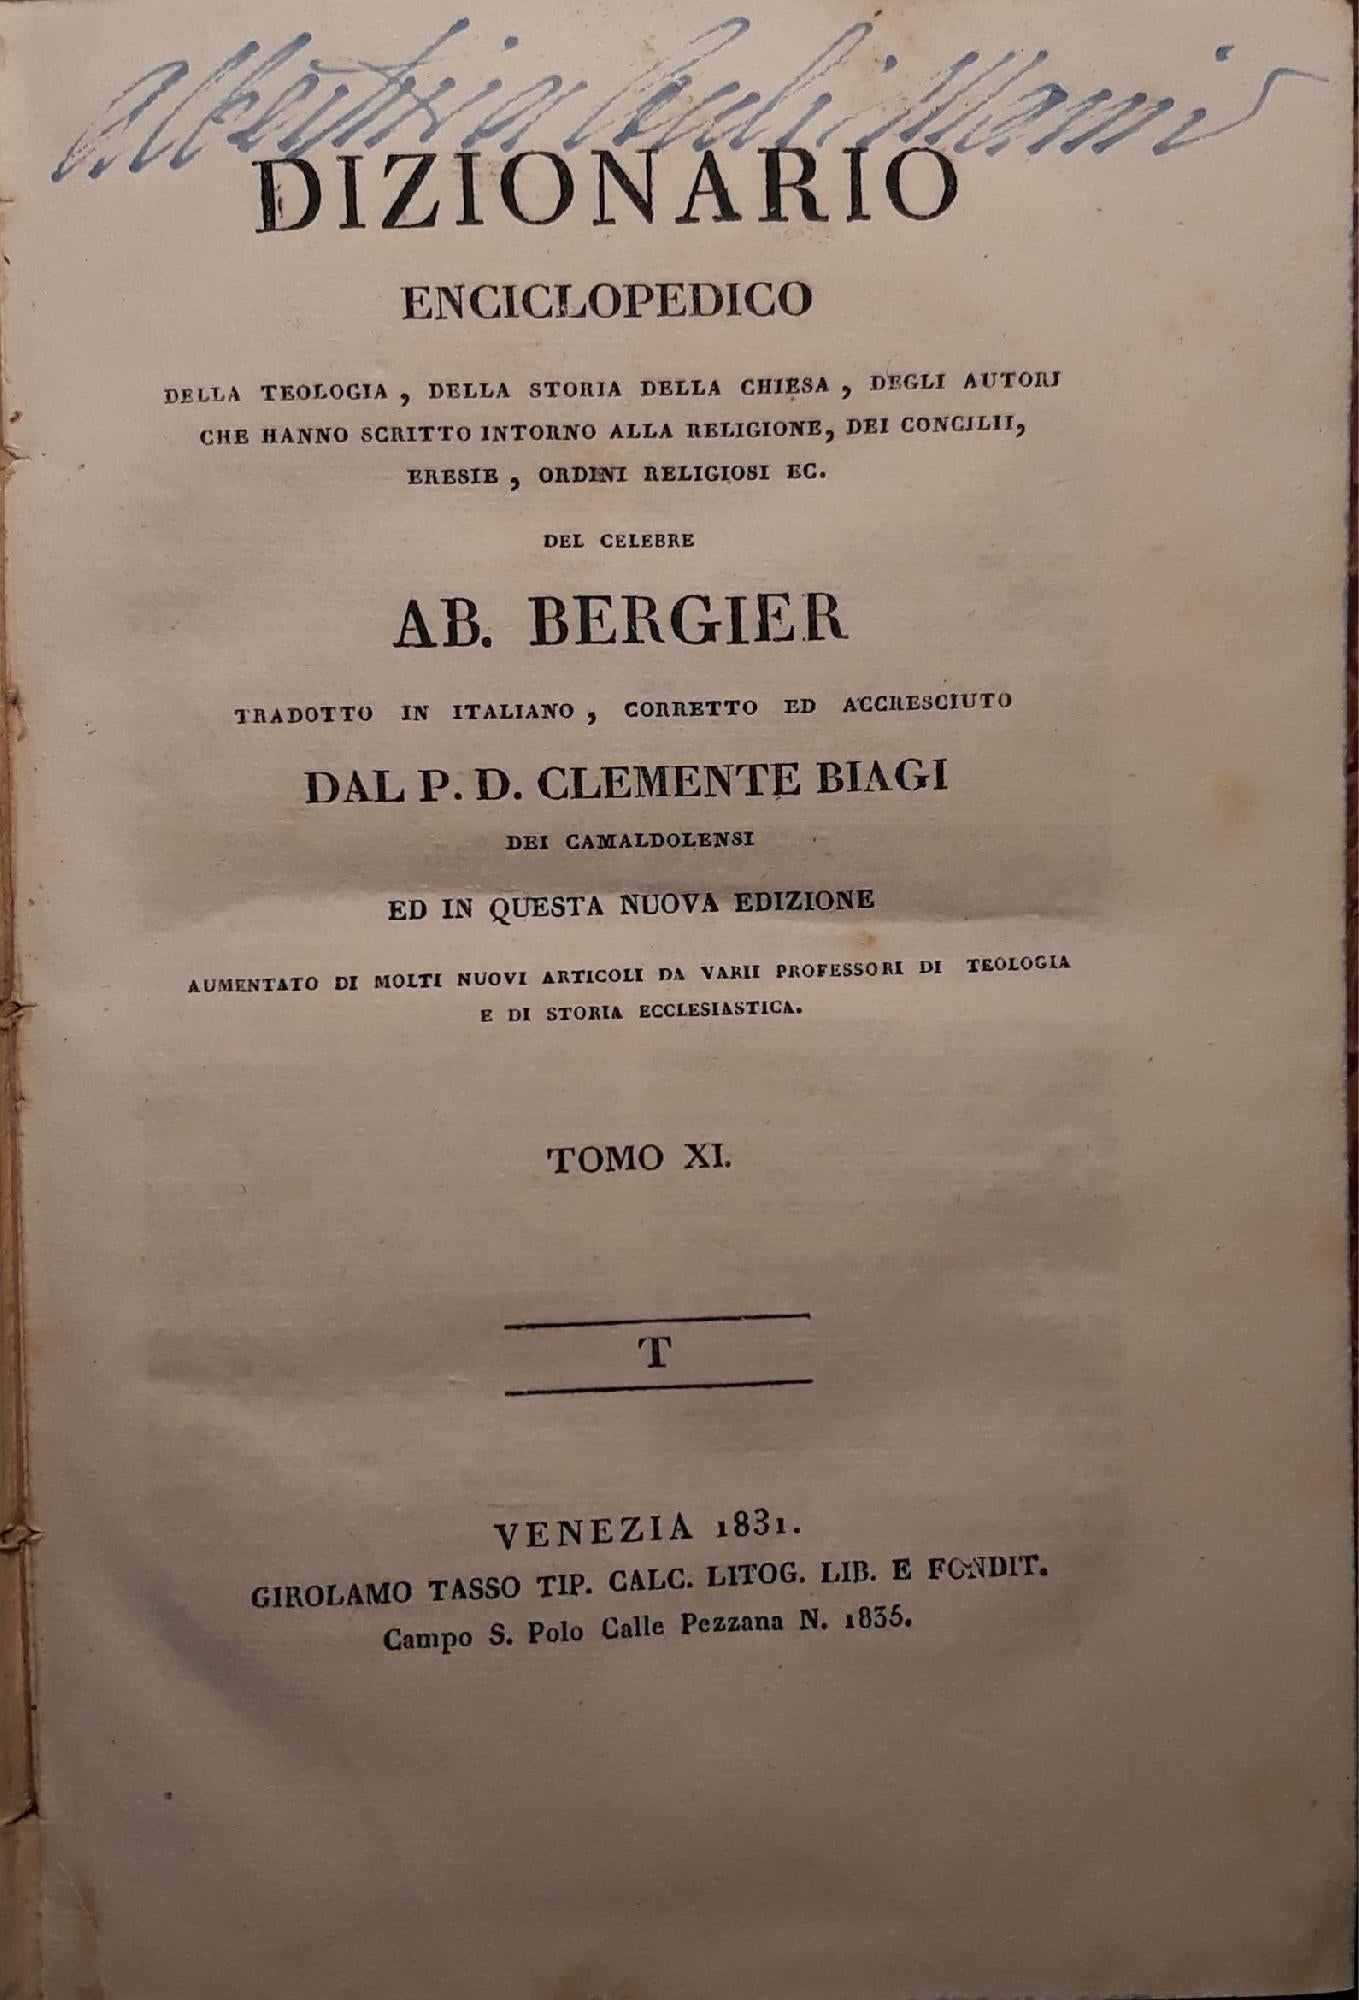 DIZIONARIO
ENCICLOPEDICO
DELLA TEOLOGIA, DELLA STORIA DELLA CHIESA, DEGLI AUTORI
CHE HANNO SCRITTO INTORNO ALLA RELIGIONE, DEI CONCILII,
ERESIE, ORDINI RELIGIOSI EC.
DEL CELEBRE
AB. BERGIER
TRADOTTO IN ITALIANO, CORRETTO ED ACCRESCIUTO
DAL P. D. CLEMENTE BIAGI
DEI CAMALDOLENSI
ED IN QUESTA NUOVA EDIZIONE
AUMENTATO DI MOLTI NUOVI ARTICOLI DA VARII PROFESSORI DI TEOLOGIA
E DI STORIA ECCLESIASTICA.
TOMO XI.
T
VENEZIA 1831.
GIROLAMO TASSO TIP. CALC. LITOG. LIB. E FONDIT.
Campo S. Polo Calle Pezzana N. 1835.